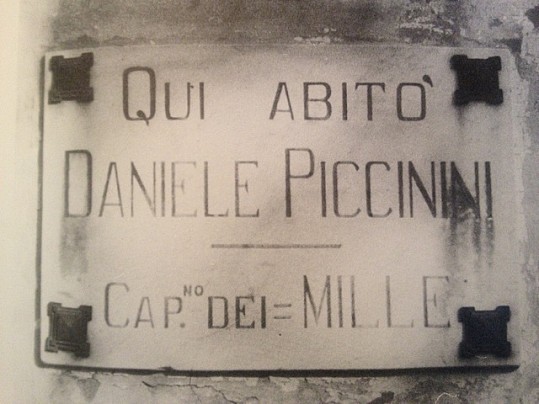 QUI ABITO'
DANIELE PICCININI
CAP.NO DEI= MILLE